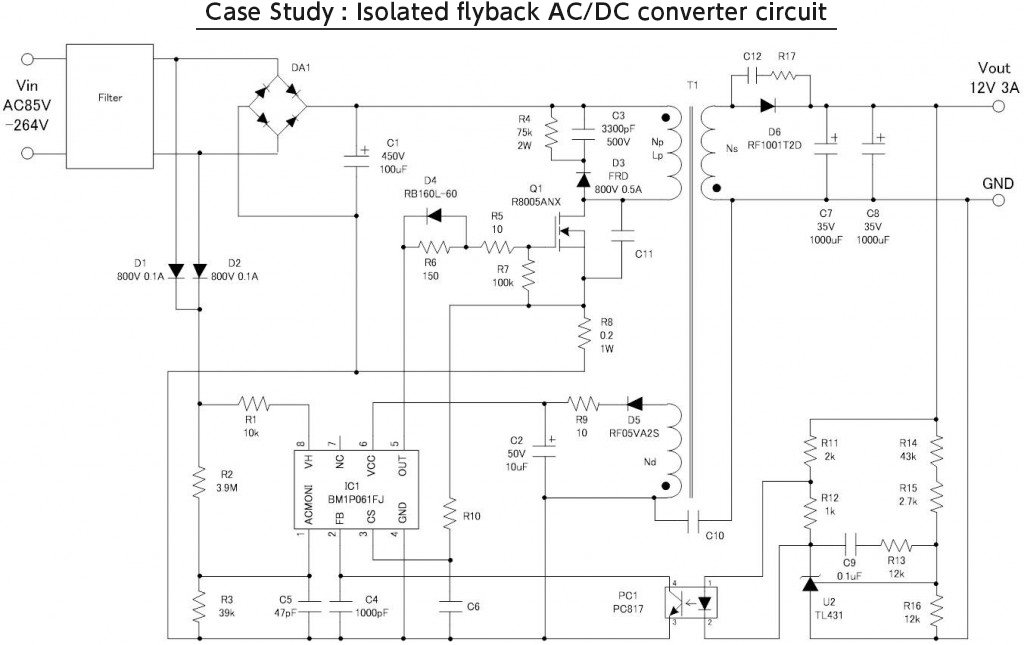 Case Study : Isolated flyback AC/DC converter circuit
Vin
AC85V
-264V
Filter
DA1
C1
450V
100uF
R4
75k
2W
C3
3300pF
500V
D3
FRD
800V 0.5A
T1
Np
Lp
Ns
C12
R17
D6
RF1001T2D
Vout
12V 3A
GND
C7
35V
1000uF
C8
35V
1000uF
D4
RB160L-60
Q1
R8005ANX
R5
10
R6
150
R7
100k
C11
D1
800V 0.1A
D2
800V 0.1A
R8
0.2
1W
R1
10k
R2
3.9M
R3
39k
8
7
6
5
VH
NC
VCC
OUT
IC1
BM1P061FJ
ACMONI
FB
CS
GND
1
2
3
4
C2
50V
10uF
R9
10
D5
RF05VA2S
Nd
C10
R10
C5
47pF
C4
1000pF
C6
PC1
PC817
4
3
1
2
R11
2k
R12
1k
R14
43k
R15
2.7k
C9
0.1uF
R13
12k
U2
TL431
R16
12k